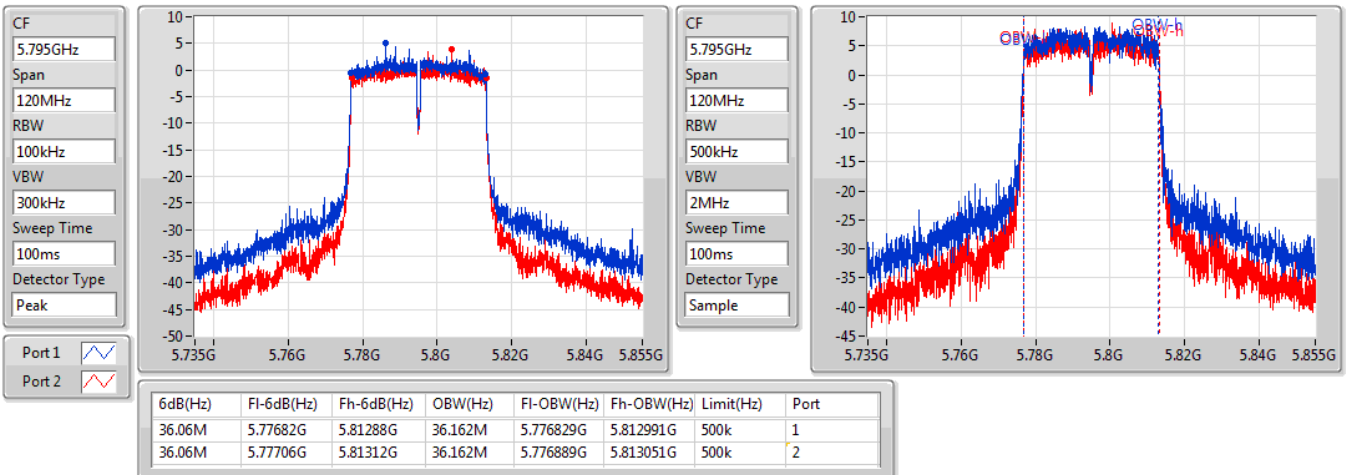 CF
5.795GHz
Span
120MHz
RBW
100kHz
VBW
300kHz
Sweep Time
100ms
Detector Type
Peak
Port 1
Port 2
10
5
0
-5
-10
-15
-20
-25
-30
-35
-40
-45
-50
5.735G 5.76G 5.78G 5.8G 5.82G 5.84G 5.855G
CF
5.795GHz
Span
120MHz
RBW
500kHz
VBW
2MHz
Sweep Time
100ms
Detector Type
Sample
10
5
0
-5
-10
-15
-20
-25
-30
-35
-40
-45
OBW-h
OBW-h
5.735G 5.76G 5.78G 5.8G 5.82G 5.84G 5.855G
6dB(Hz) Fl-6dB(Hz) Fh-6dB(Hz) OBW(Hz) Fl-OBW(Hz) Fh-OBW(Hz) Limit(Hz) Port
36.06M 5.77682G 5.81288G 36.162M 5.776829G 5.812991G 500k 1
36.06M 5.77706G 5.81312G 36.162M 5.776889G 5.813051G 500k 2